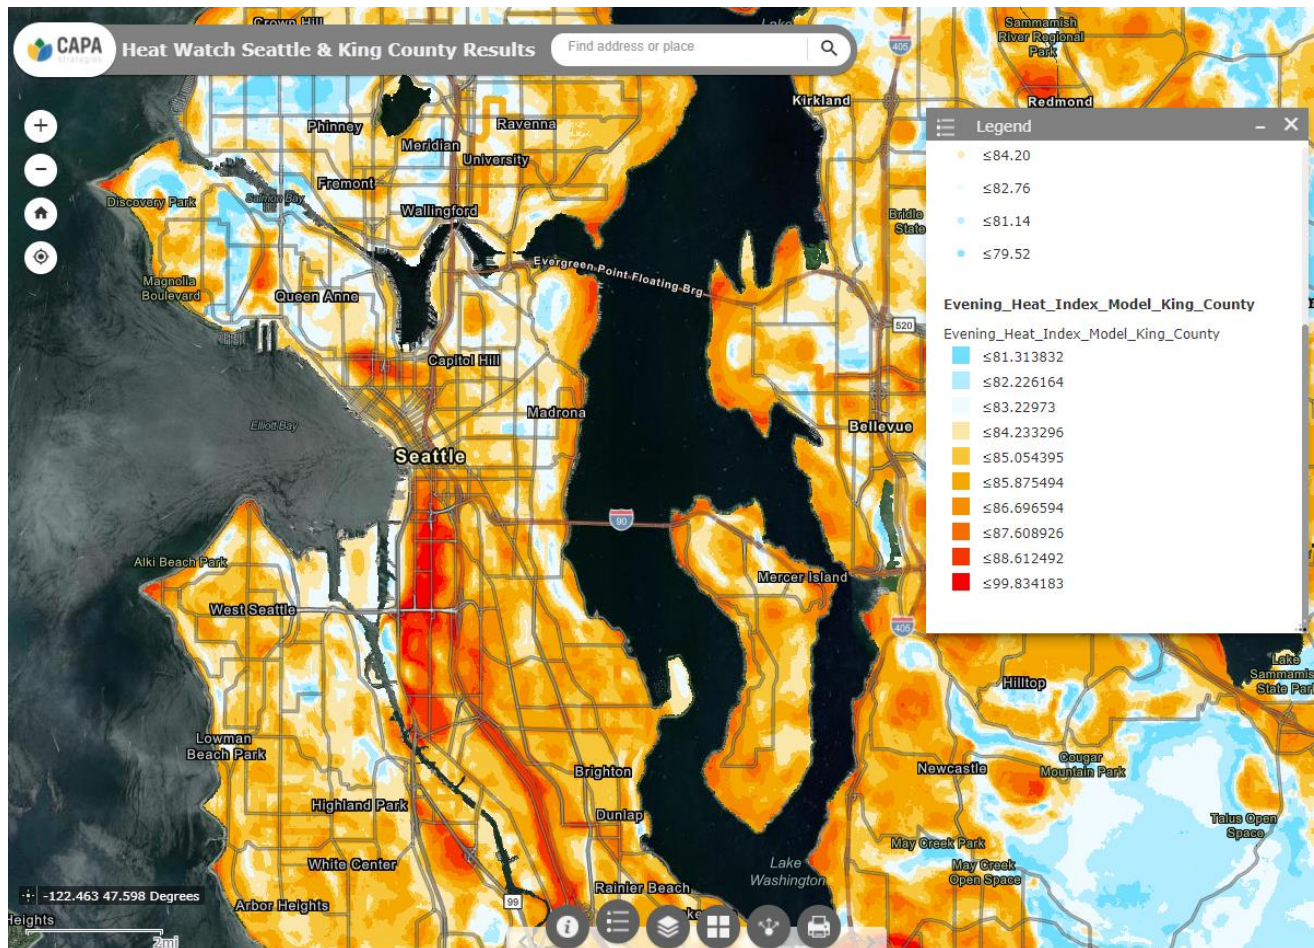 Crown Hill
Lake
Sammamish
River Regional
Park
CAPA
strategies
Heat Watch Seattle & King County Results
Find address or place
405
Kirkland
Redmond
Phinney
Ravenna
Meridian
University
Fremont
Discovery Park
Salmon Bay
Wallingford
Bridle
State
Evergreen Point Floating Brg
Magnolia
Boulevard
Queen Anne
520
Capitol Hill
Madrona
Bellevue
Elliott Bay
Seattle
90
Alki Beach Park
Mercer Island
West Seattle
405
Lake
Sammamish
State Park
Hilltop
Lowman
Beach Park
Brighton
Newcastle
Cougar
Mountain Park
Highland Park
Dunlap
Talus Open
Space
May Creek Park
White Center
Lake
Washington
May Creek
Open Space
Rainier Beach
99
Arbor Heights
Heights
-122.463 47.598 Degrees
2mi
Legend
≤84.20
≤82.76
≤81.14
≤79.52
Evening_Heat_Index_Model_King_County
Evening_Heat_Index_Model_King_County
≤81.313832
≤82.226164
≤83.22973
≤84.233296
≤85.054395
≤85.875494
≤86.696594
≤87.608926
≤88.612492
≤99.834183